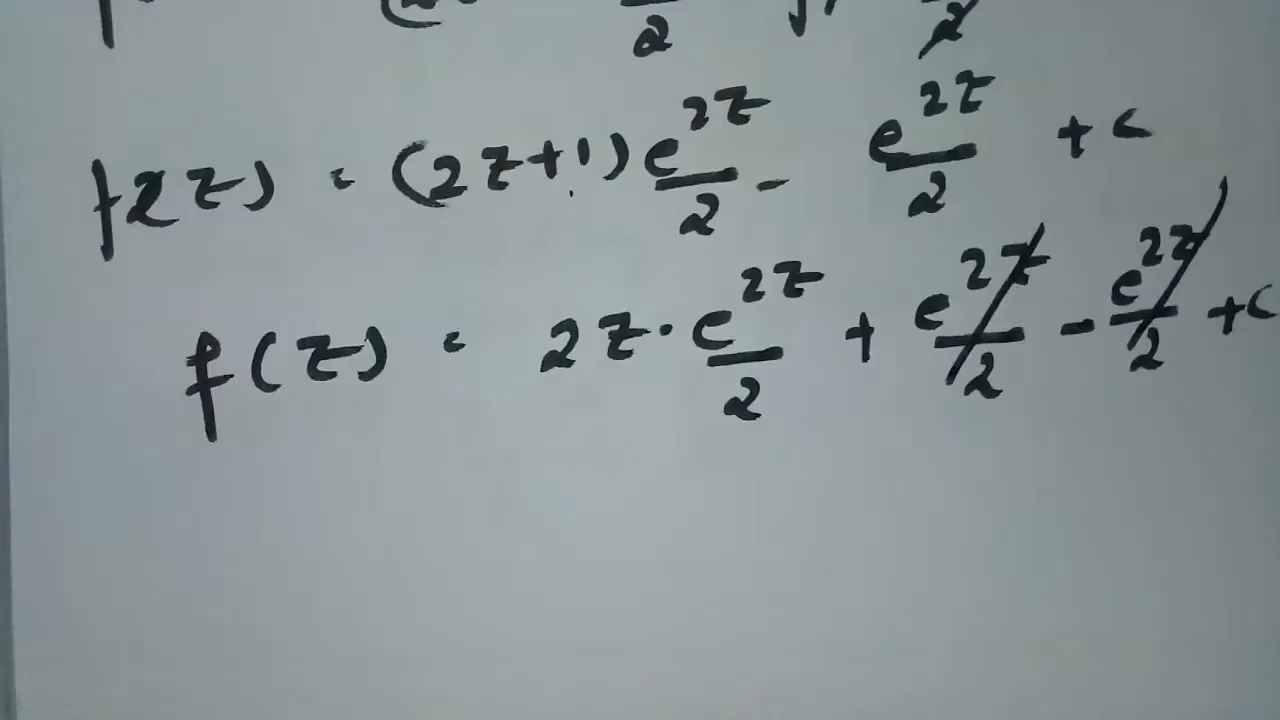 f(z) = (2z+1) e^{2z}/2 - e^{2z}/2 + c
f(z) = 2z · e^{2z}/2 + e^{2z}/2 - e^{2z}/2 + c